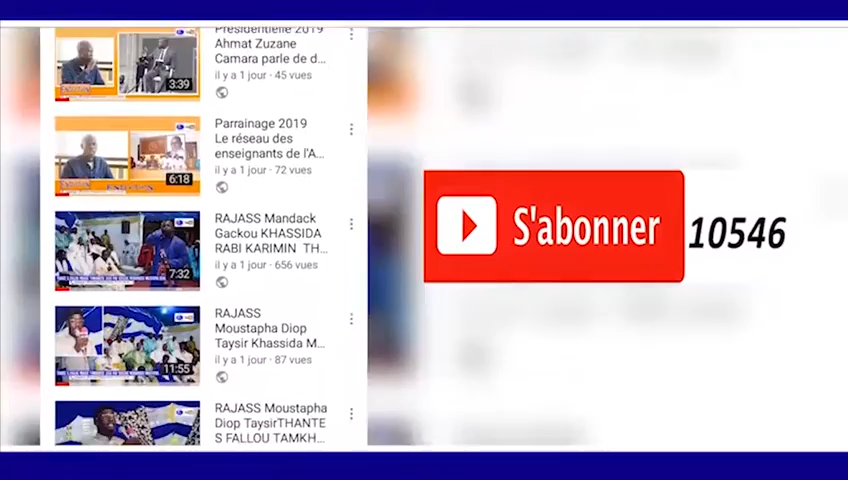 Présidentielle 2019
Ahmat Zuzane
Camara parle de d...
il y a 1 jour · 45 vues
3:39
Parrainage 2019
Le réseau des
enseignants de l'A...
il y a 1 jour · 72 vues
6:18
RAJASS Mandack
Gackou KHASSIDA
RABI KARIMIN TH...
il y a 1 jour · 656 vues
7:32
RAJASS
Moustapha Diop
Taysir Khassida M...
il y a 1 jour · 87 vues
11:55
RAJASS Moustapha
Diop TaysirTHANTE
S FALLOU TAMKH...
S'abonner
10546